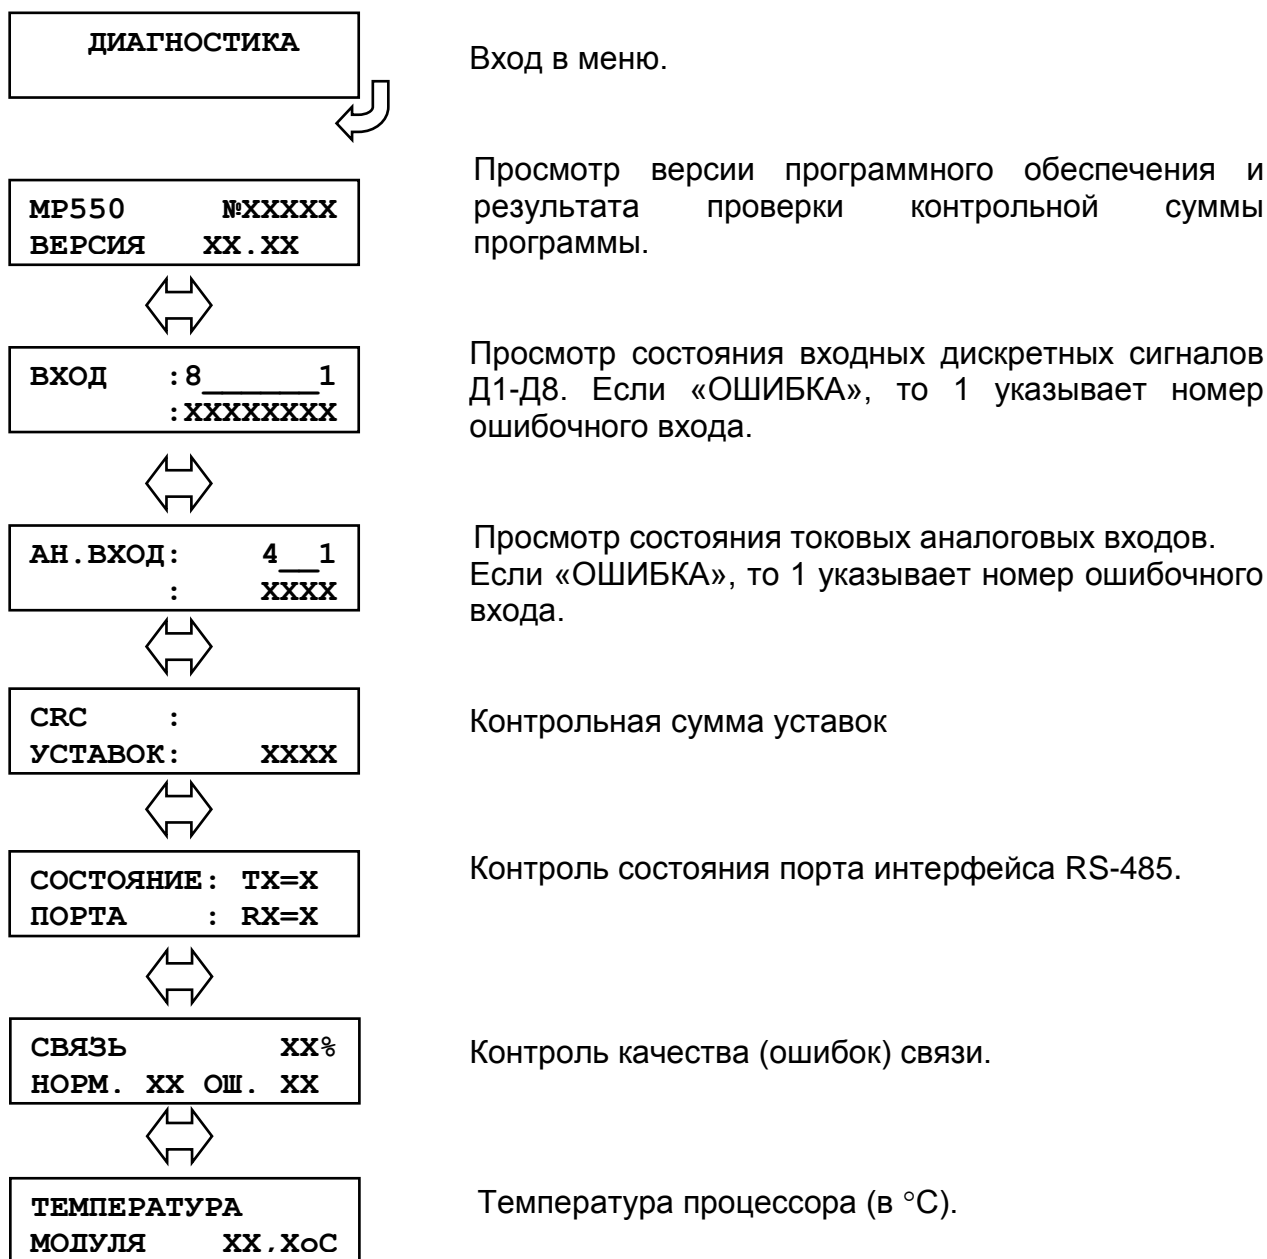 ДИАГНОСТИКА
Вход в меню.
МР550 №XXXXX
ВЕРСИЯ XX.XX
Просмотр версии программного обеспечения и
результата проверки контрольной суммы
программы.
ВХОД :8______1
:XXXXXXXX
Просмотр состояния входных дискретных сигналов
Д1-Д8. Если «ОШИБКА», то 1 указывает номер
ошибочного входа.
АН.ВХОД: 4__1
: XXXX
Просмотр состояния токовых аналоговых входов.
Если «ОШИБКА», то 1 указывает номер ошибочного
входа.
CRC :
УСТАВОК: XXXX
Контрольная сумма уставок
СОСТОЯНИЕ: TX=X
ПОРТА : RX=X
Контроль состояния порта интерфейса RS-485.
СВЯЗЬ XX%
НОРМ. XX ОШ. XX
Контроль качества (ошибок) связи.
ТЕМПЕРАТУРА
МОДУЛЯ XX,XoC
Температура процессора (в °C).